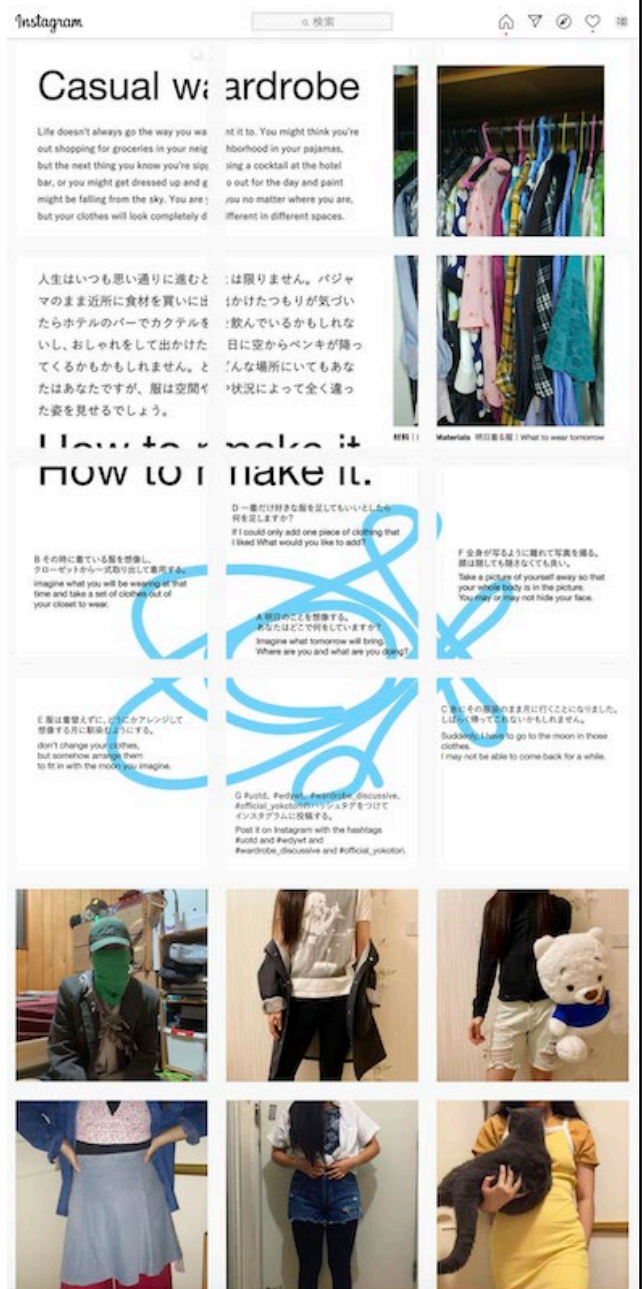 Instagram
検索
Casual wa ardrobe
Life doesn't always go the way you wa nt it to. You might think you're
out shopping for groceries in your neig hborhood in your pajamas,
but the next thing you know you're sipp ping a cocktail at the hotel
bar, or you might get dressed up and g o out for the day and paint
might be falling from the sky. You are y you no matter where you are,
but your clothes will look completely d ifferent in different spaces.
人生はいつも思い通りに進むと は限りません。パジャ
マのまま近所に食材を買いに出 かけたつもりが気づい
たらホテルのバーでカクテルを 飲んでいるかもしれな
いし、おしゃれをして出かけた 日に空からペンキが降っ
てくるかもかもしれません。ど どんな場所にいてもあな
たはあなたですが、服は空間や や状況によって全く違っ
た姿を見せるでしょう。
材料 | Materials 明日着る服 | What to wear tomorrow
How to r make it.
How to r make it.
D 一着だけ好きな服を足してもいいとしたら
何を足しますか?
If I could only add one piece of clothing that
I liked What would you like to add?
B その時に着ている服を想像し、
クローゼットから一式取り出して着用する。
imagine what you will be wearing at that
time and take a set of clothes out of
your closet to wear.
F 全身が写るように離れて写真を撮る。
顔は隠しても隠さなくても良い。
Take a picture of yourself away so that
your whole body is in the picture.
You may or may not hide your face.
A 明日のことを想像する。
あなたはどこで何をしていますか?
Imagine what tomorrow will bring.
Where are you and what are you doing?
E 服は着替えずに、どうにかアレンジして
想像する月に馴染むようにする。
don't change your clothes,
but somehow arrange them
to fit in with the moon you imagine.
C 急にその服装のまま月に行くことになりました。
しばらく帰ってこれないかもしれません。
Suddenly, I have to go to the moon in those
clothes.
I may not be able to come back for a while.
G #uotd, #wdywt, #wardrobe_discussive,
#official_yokotoriのハッシュタグをつけて
インスタグラムに投稿する。
Post it on Instagram with the hashtags
#uotd and #wdywt and
#wardrobe_discussive and #official_yokotori.